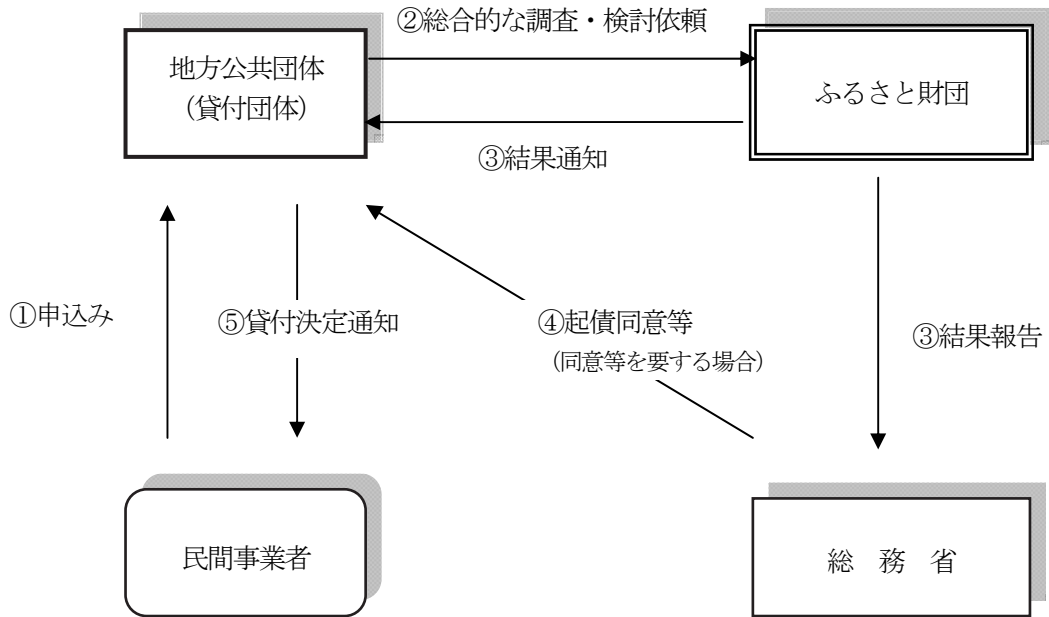 ②総合的な調査・検討依頼
地方公共団体
(貸付団体)
ふるさと財団
③結果通知
①申込み
⑤貸付決定通知
④起債同意等
(同意等を要する場合)
③結果報告
民間事業者
総　務　省